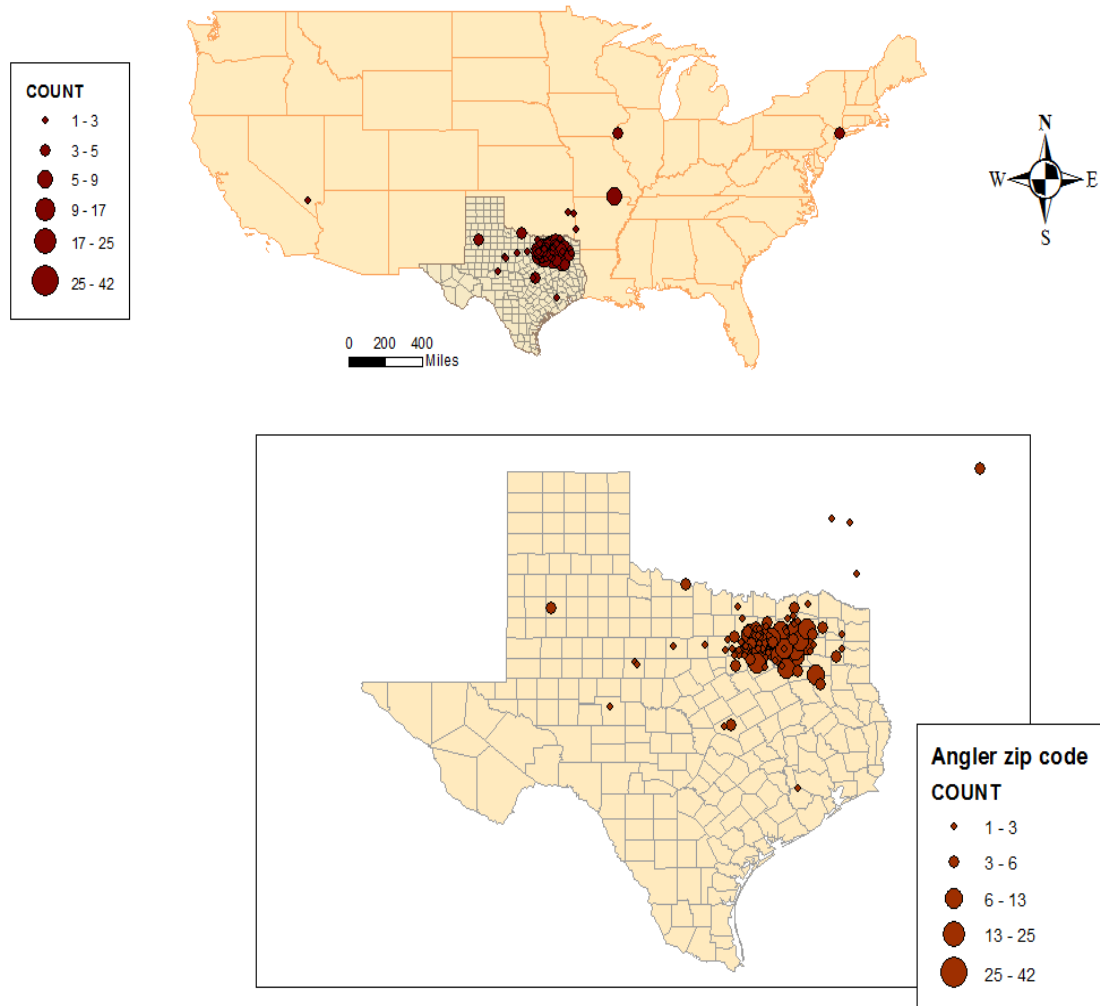 COUNT
1 - 3
3 - 5
5 - 9
9 - 17
17 - 25
25 - 42
N
W E
S
0 200 400
Miles
Angler zip code
COUNT
1 - 3
3 - 6
6 - 13
13 - 25
25 - 42